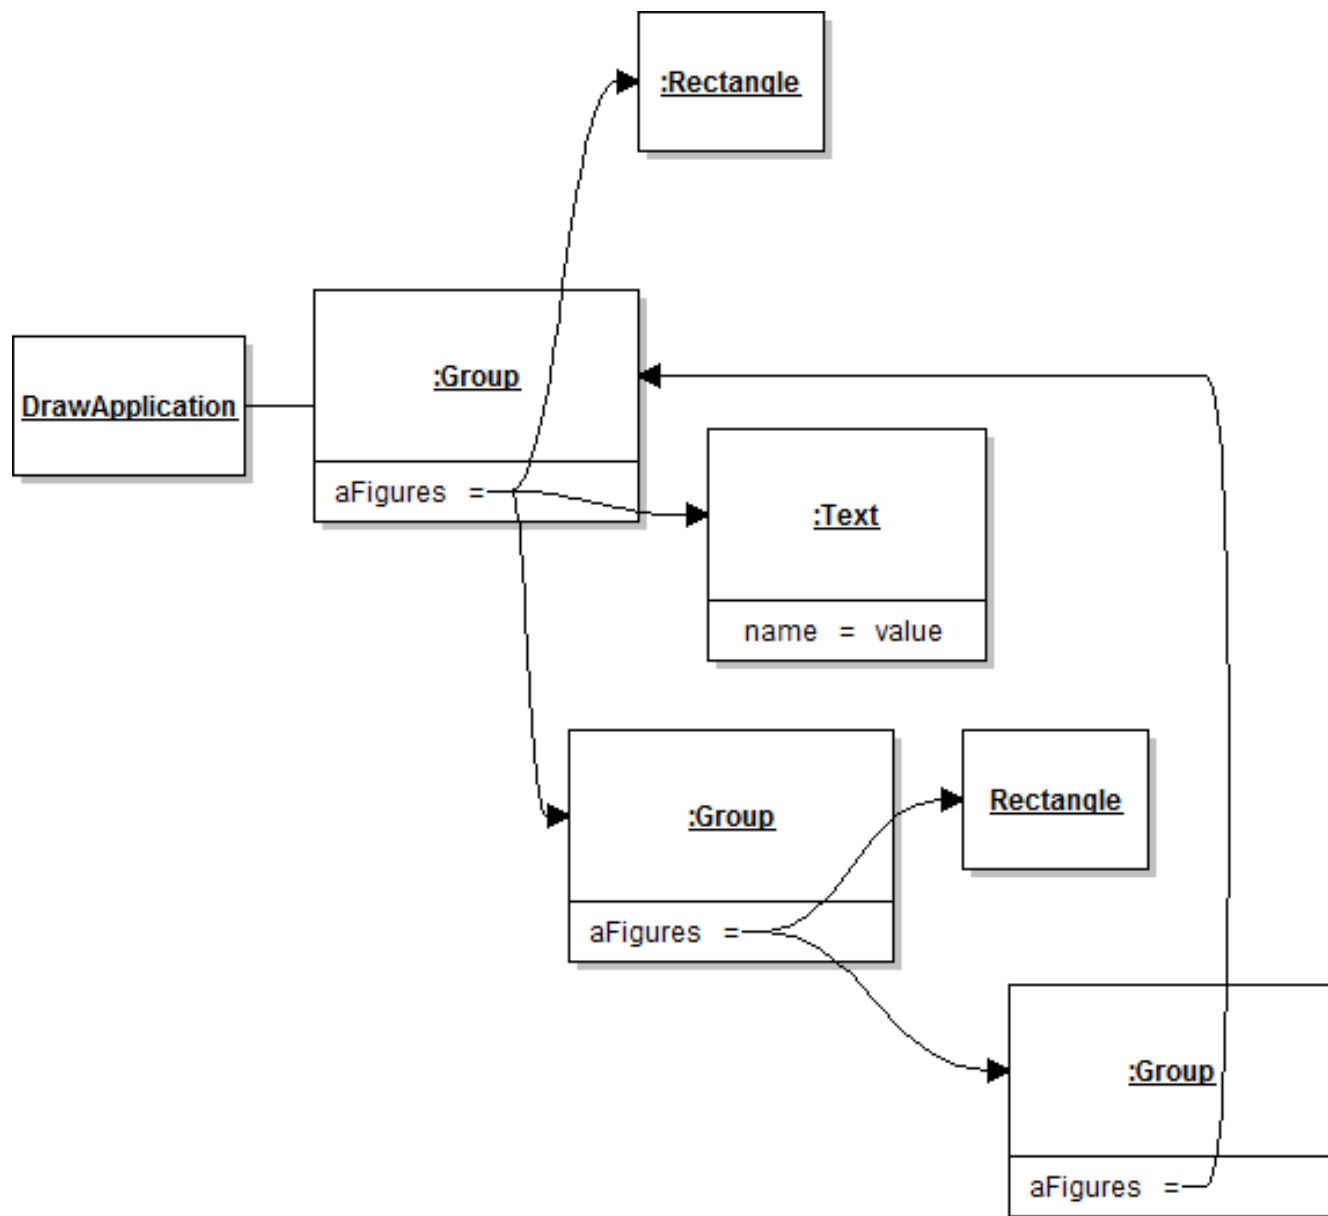 :Rectangle
:Group
DrawApplication
aFigures =
:Text
name = value
:Group
Rectangle
aFigures =
:Group
aFigures =